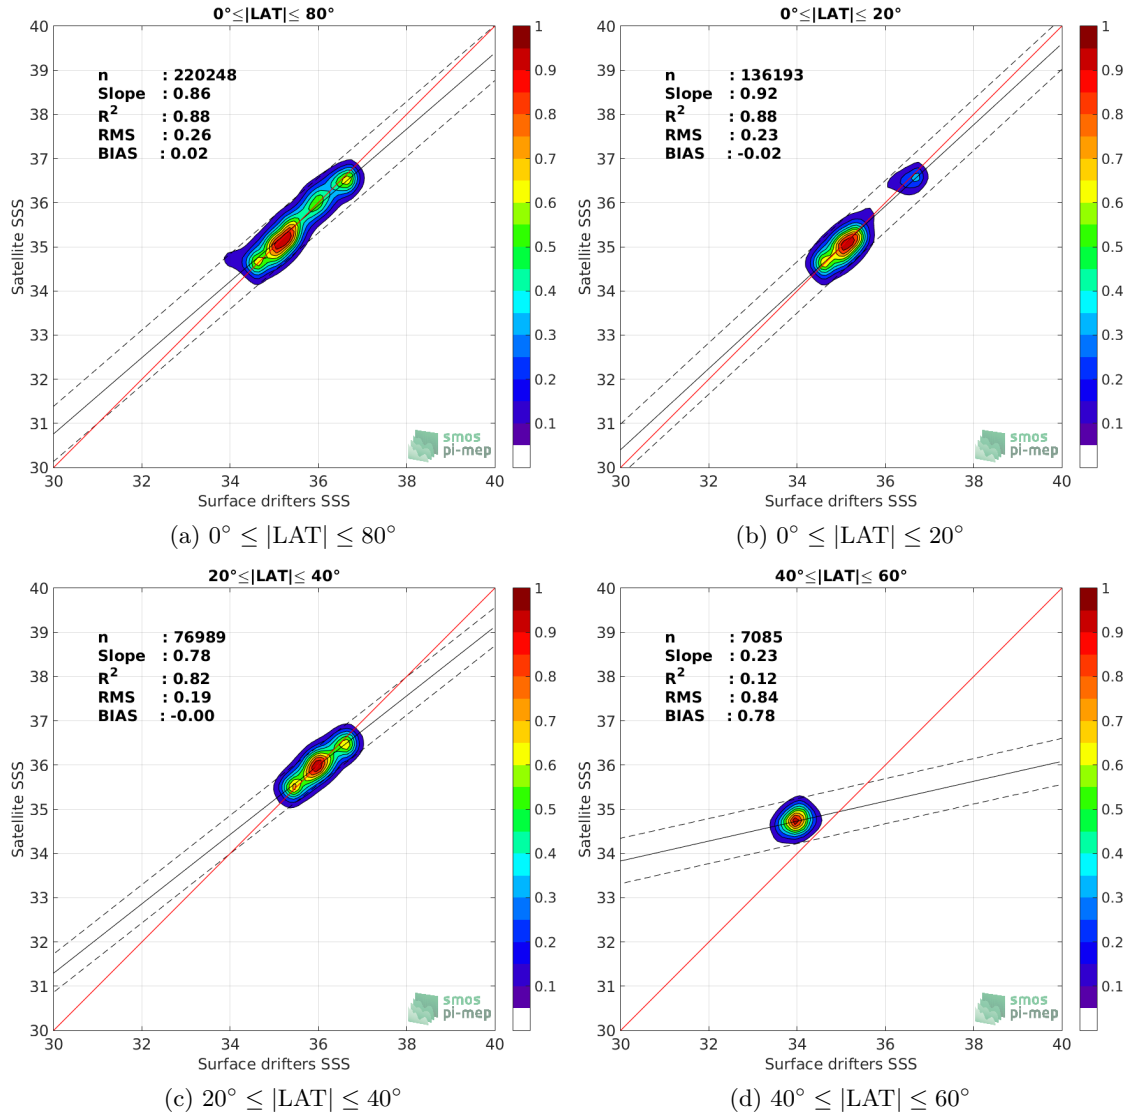 0°≤|LAT|≤ 80°
n : 220248
Slope : 0.86
R2 : 0.88
RMS : 0.26
BIAS : 0.02
40
39
38
37
36
35
34
33
32
31
30
Satellite SSS
30 32 34 36 38 40
Surface drifters SSS
1
0.9
0.8
0.7
0.6
0.5
0.4
0.3
0.2
0.1
smos
pi-mep
(a) 0° ≤ |LAT| ≤ 80°
0°≤|LAT|≤ 20°
n : 136193
Slope : 0.92
R2 : 0.88
RMS : 0.23
BIAS : -0.02
40
39
38
37
36
35
34
33
32
31
30
Satellite SSS
30 32 34 36 38 40
Surface drifters SSS
1
0.9
0.8
0.7
0.6
0.5
0.4
0.3
0.2
0.1
smos
pi-mep
(b) 0° ≤ |LAT| ≤ 20°
20°≤|LAT|≤ 40°
n : 76989
Slope : 0.78
R2 : 0.82
RMS : 0.19
BIAS : -0.00
40
39
38
37
36
35
34
33
32
31
30
Satellite SSS
30 32 34 36 38 40
Surface drifters SSS
1
0.9
0.8
0.7
0.6
0.5
0.4
0.3
0.2
0.1
smos
pi-mep
(c) 20° ≤ |LAT| ≤ 40°
40°≤|LAT|≤ 60°
n : 7085
Slope : 0.23
R2 : 0.12
RMS : 0.84
BIAS : 0.78
40
39
38
37
36
35
34
33
32
31
30
Satellite SSS
30 32 34 36 38 40
Surface drifters SSS
1
0.9
0.8
0.7
0.6
0.5
0.4
0.3
0.2
0.1
smos
pi-mep
(d) 40° ≤ |LAT| ≤ 60°